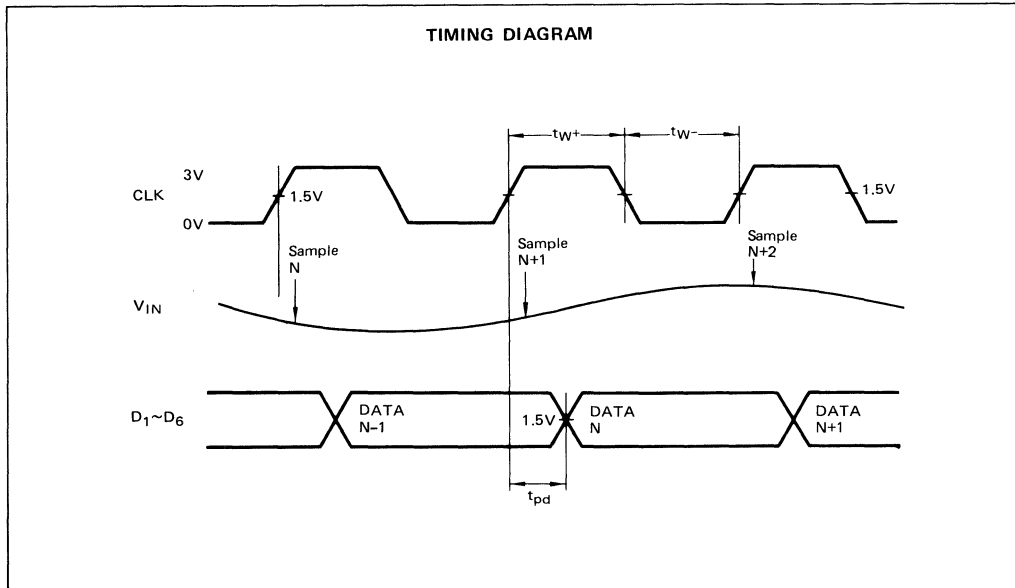 TIMING DIAGRAM
tW+
tW−
3V
CLK
1.5V
1.5V
0V
Sample
N
Sample
N+1
Sample
N+2
VIN
D1~D6
DATA
N−1
1.5V
DATA
N
DATA
N+1
tpd